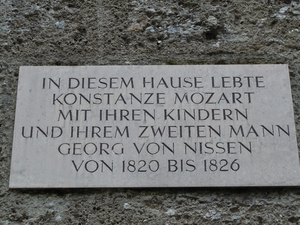 IN DIESEM HAUSE LEBTE
KONSTANZE MOZART
MIT IHREN KINDERN
UND IHREM ZWEITEN MANN
GEORG VON NISSEN
VON 1820 BIS 1826